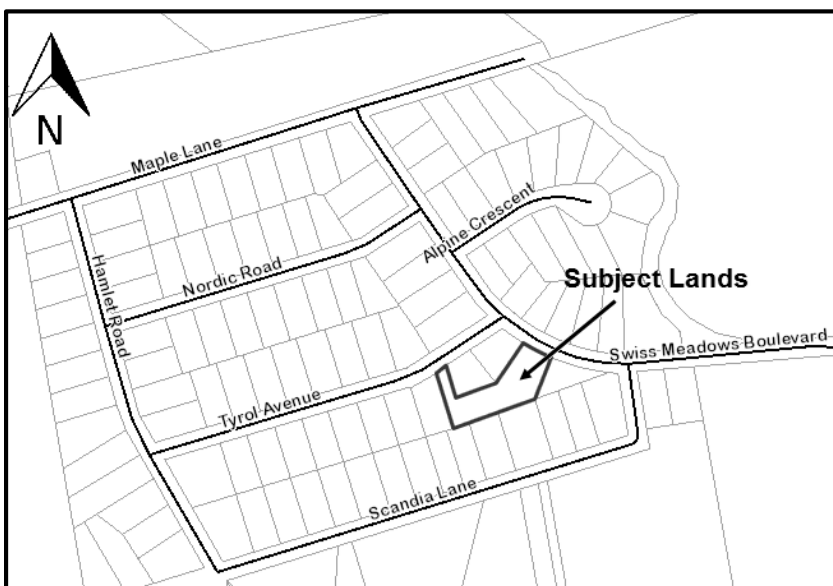 N
Maple Lane
Hamlet Road
Nordic Road
Alpine Crescent
Subject Lands
Swiss Meadows Boulevard
Tyrol Avenue
Scandia Lane